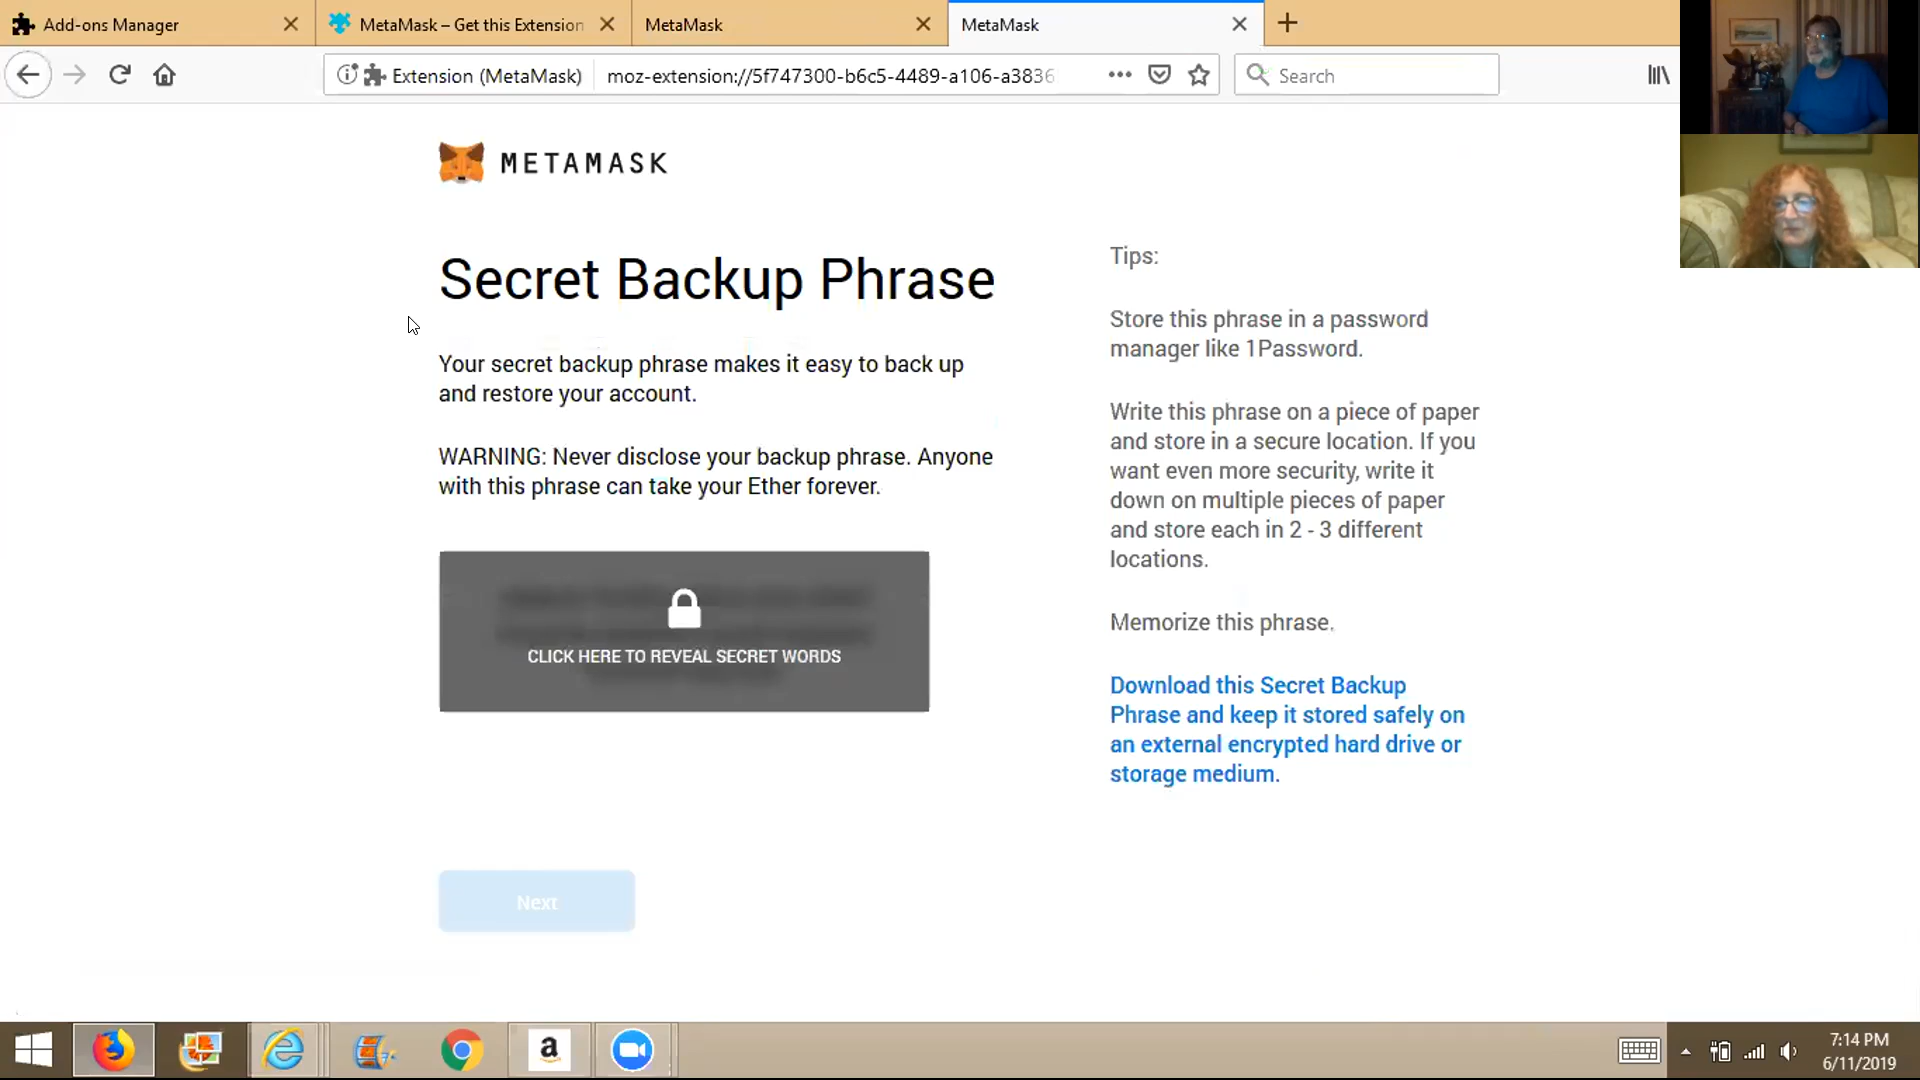 Add-ons Manager
MetaMask – Get this Extension
MetaMask
MetaMask
Extension (MetaMask)
moz-extension://5f747300-b6c5-4489-a106-a3836
Search
METAMASK
Secret Backup Phrase
Your secret backup phrase makes it easy to back up
and restore your account.
WARNING: Never disclose your backup phrase. Anyone
with this phrase can take your Ether forever.
CLICK HERE TO REVEAL SECRET WORDS
Next
Tips:
Store this phrase in a password
manager like 1Password.
Write this phrase on a piece of paper
and store in a secure location. If you
want even more security, write it
down on multiple pieces of paper
and store each in 2 - 3 different
locations.
Memorize this phrase.
Download this Secret Backup
Phrase and keep it stored safely on
an external encrypted hard drive or
storage medium.
a
7:14 PM
6/11/2019